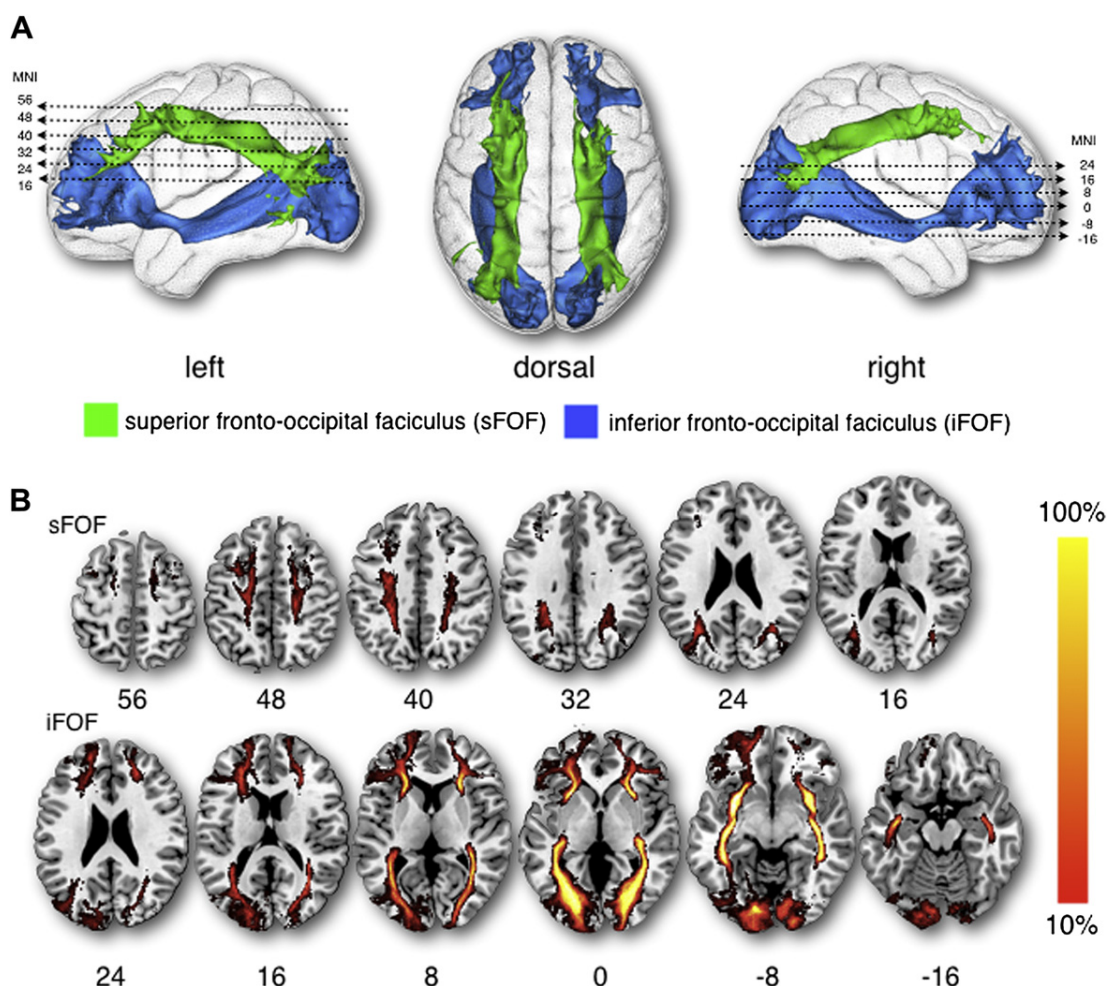 A
MNI
56
48
40
32
24
16
MNI
24
16
8
0
-8
-16
left
dorsal
right
superior fronto-occipital faciculus (sFOF)
inferior fronto-occipital faciculus (iFOF)
B
sFOF
100%
56
48
40
32
24
16
iFOF
10%
24
16
8
0
-8
-16